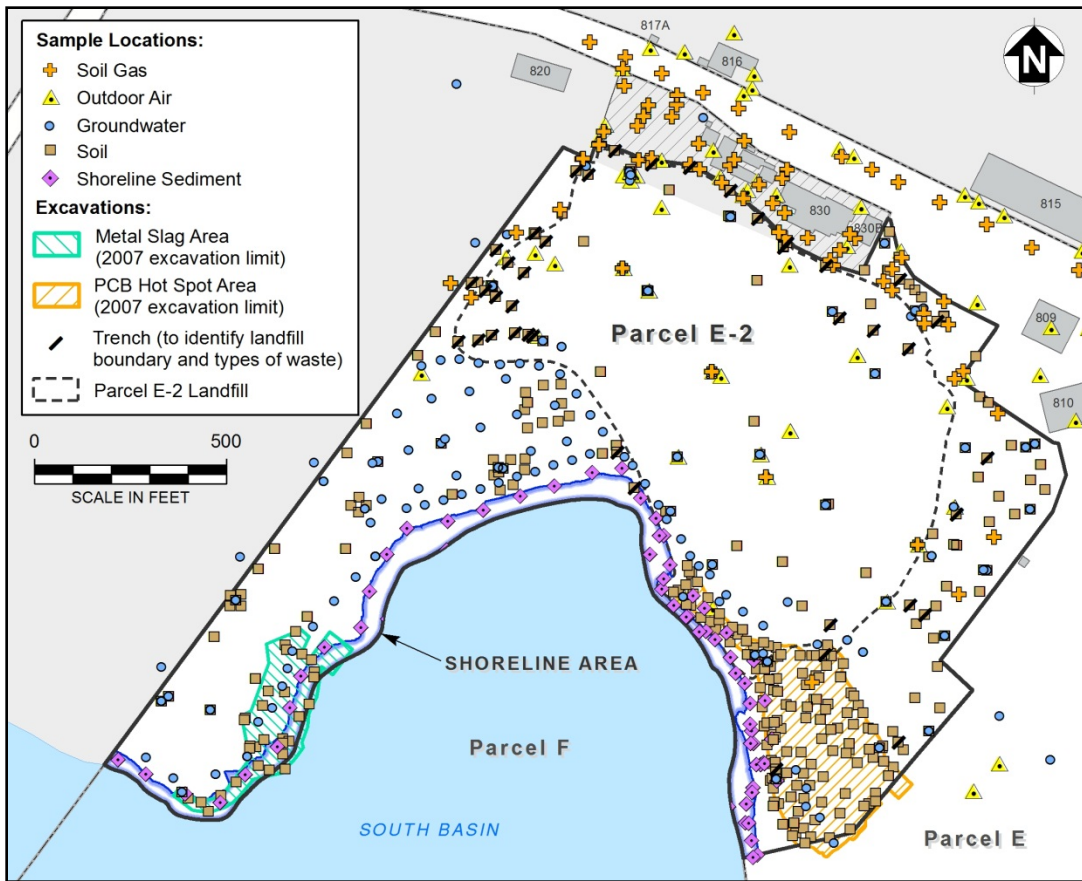 Sample Locations:
Soil Gas
Outdoor Air
Groundwater
Soil
Shoreline Sediment
Excavations:
Metal Slag Area
(2007 excavation limit)
PCB Hot Spot Area
(2007 excavation limit)
Trench (to identify landfill
boundary and types of waste)
Parcel E-2 Landfill
0 500
SCALE IN FEET
817A
820
816
N
815
830
830B
809
810
Parcel E-2
SHORELINE AREA
Parcel F
SOUTH BASIN
Parcel E